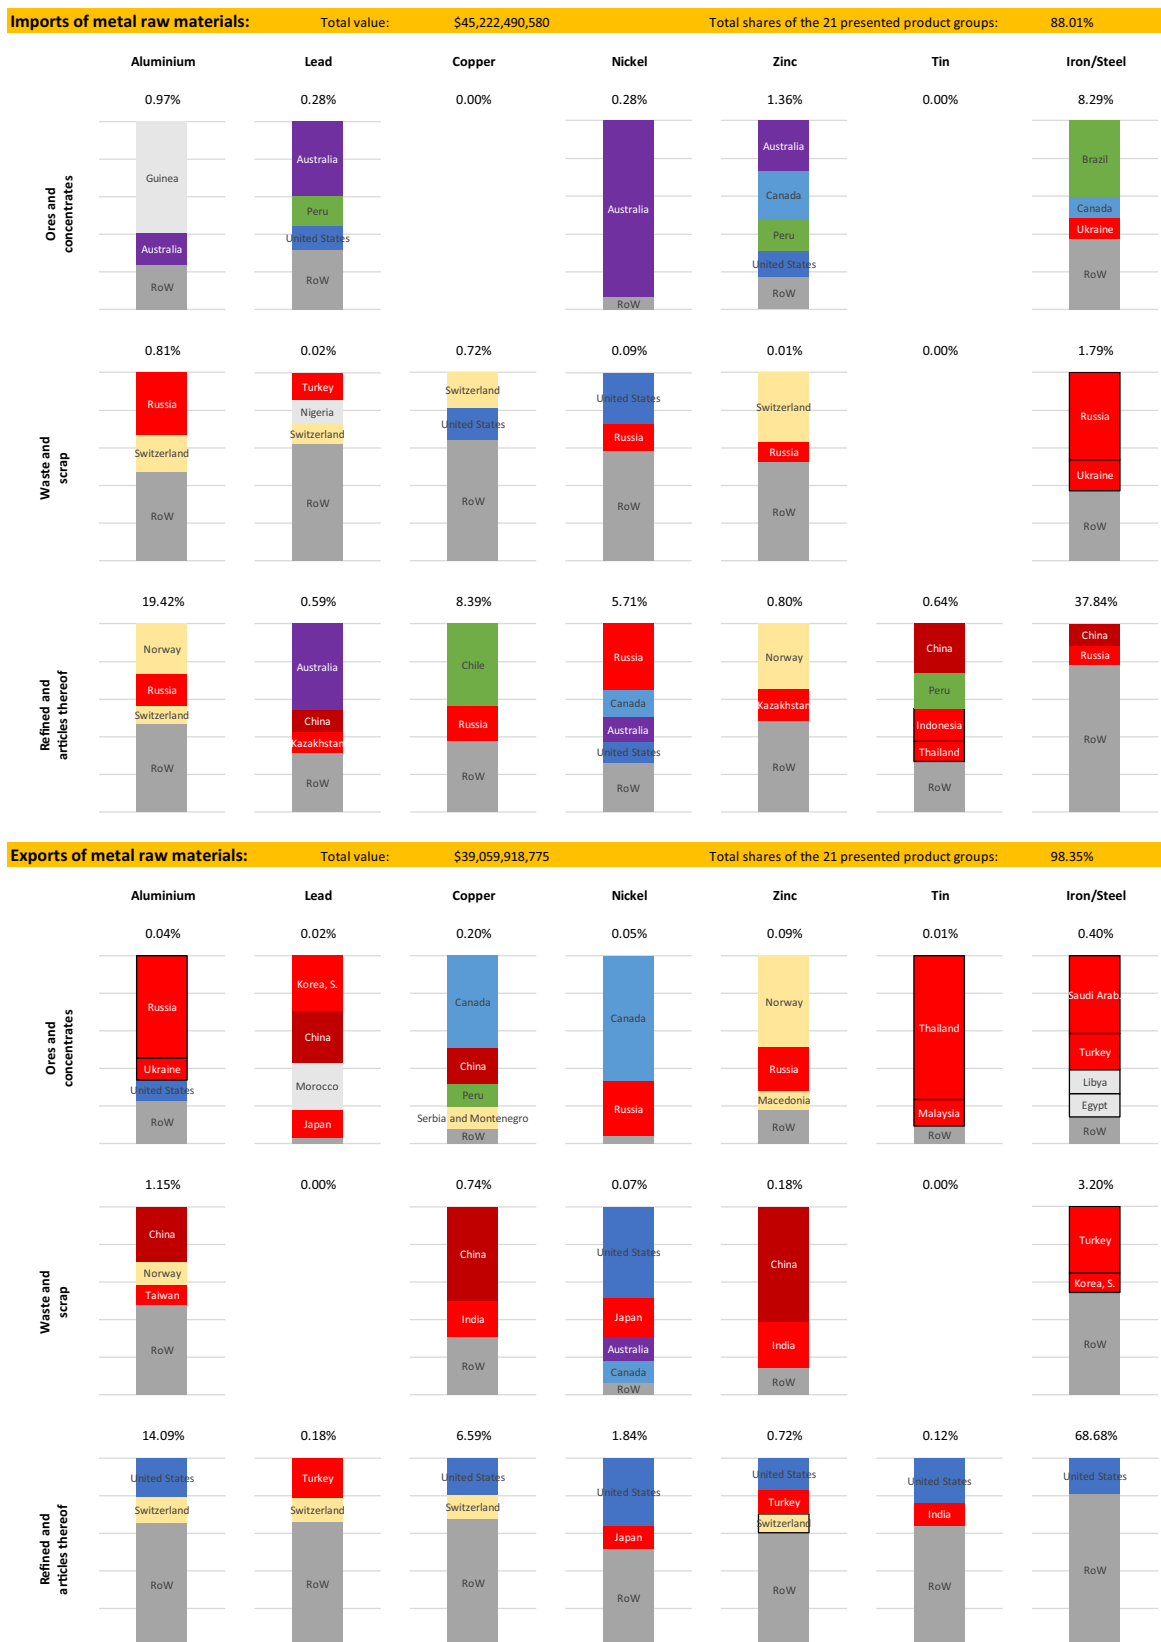 Imports of metal raw materials: Total value: $45,222,490,580 Total shares of the 21 presented product groups: 88.01%
Aluminium Lead Copper Nickel Zinc Tin Iron/Steel
Ores and
concentrates
0.97% 0.28% 0.00% 0.28% 1.36% 0.00% 8.29%
Guinea
Australia
RoW
Australia
Peru
United States
RoW
Australia
RoW
Australia
Canada
Peru
United States
RoW
Brazil
Canada
Ukraine
RoW
Waste and
scrap
0.81% 0.02% 0.72% 0.09% 0.01% 0.00% 1.79%
Russia
Switzerland
RoW
Turkey
Nigeria
Switzerland
RoW
Switzerland
United States
RoW
United States
Russia
RoW
Switzerland
Russia
RoW
Russia
Ukraine
RoW
Refined and
articles thereof
19.42% 0.59% 8.39% 5.71% 0.80% 0.64% 37.84%
Norway
Russia
Switzerland
RoW
Australia
China
Kazakhstan
RoW
Chile
Russia
RoW
Russia
Canada
Australia
United States
RoW
Norway
Kazakhstan
RoW
China
Peru
Indonesia
Thailand
RoW
China
Russia
RoW
Exports of metal raw materials: Total value: $39,059,918,775 Total shares of the 21 presented product groups: 98.35%
Aluminium Lead Copper Nickel Zinc Tin Iron/Steel
Ores and
concentrates
0.04% 0.02% 0.20% 0.05% 0.09% 0.01% 0.40%
Russia
Ukraine
United States
RoW
Korea, S.
China
Morocco
Japan
Canada
China
Peru
Serbia and Montenegro
RoW
Canada
Russia
Norway
Russia
Macedonia
RoW
Thailand
Malaysia
RoW
Saudi Arab.
Turkey
Libya
Egypt
RoW
Waste and
scrap
1.15% 0.00% 0.74% 0.07% 0.18% 0.00% 3.20%
China
Norway
Taiwan
RoW
China
India
RoW
United States
Japan
Australia
Canada
RoW
China
India
RoW
Turkey
Korea, S.
RoW
Refined and
articles thereof
14.09% 0.18% 6.59% 1.84% 0.72% 0.12% 68.68%
United States
Switzerland
RoW
Turkey
Switzerland
RoW
United States
Switzerland
RoW
United States
Japan
RoW
United States
Turkey
Switzerland
RoW
United States
India
RoW
United States
RoW